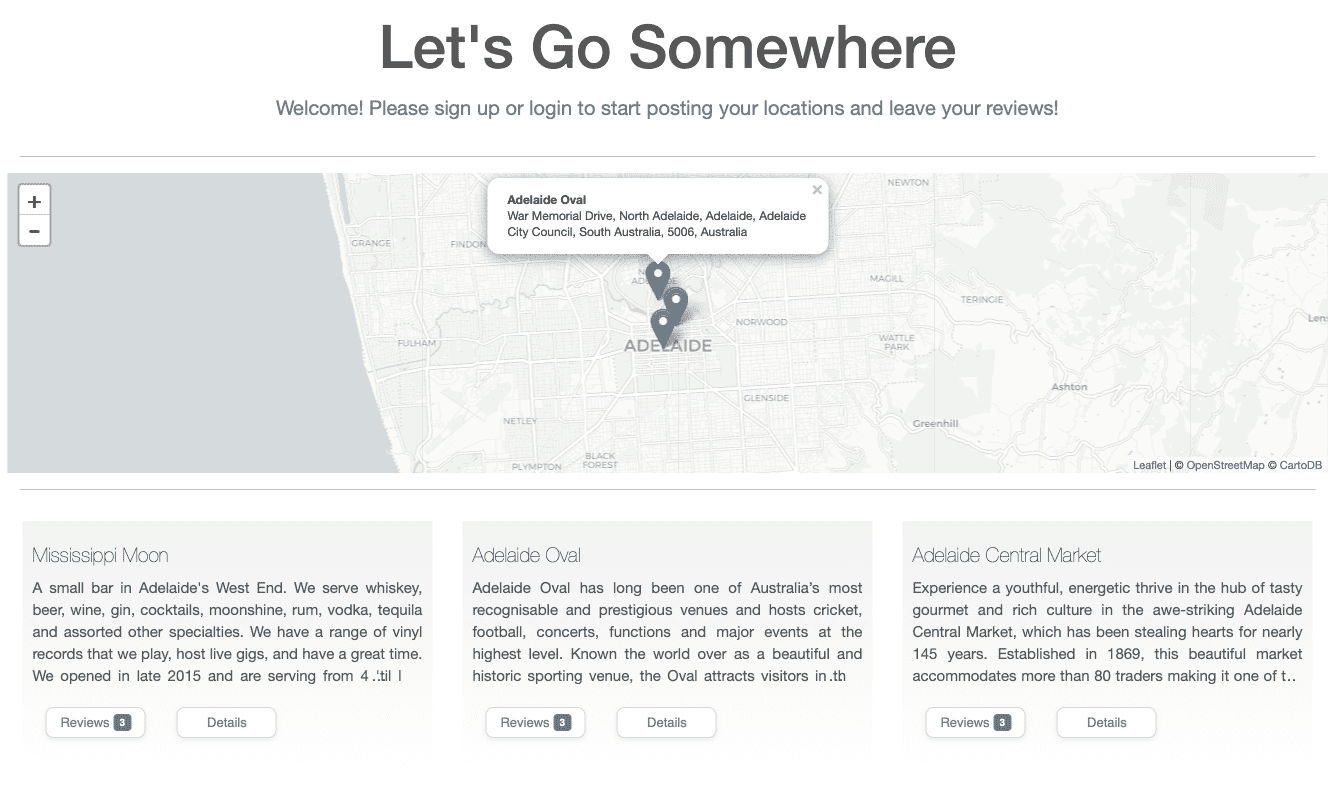 Let's Go Somewhere
Welcome! Please sign up or login to start posting your locations and leave your reviews!
+
-
Adelaide Oval
War Memorial Drive, North Adelaide, Adelaide, Adelaide
City Council, South Australia, 5006, Australia
×
NEWTON
GRANGE
FINDON
MAGILL
TERINGIE
NORWOOD
FULHAM
ADELAIDE
WATTLE
PARK
Ashton
GLENSIDE
NETLEY
Greenhill
BLACK
FOREST
PLYMPTON
Leaflet | © OpenStreetMap © CartoDB
Mississippi Moon
A small bar in Adelaide's West End. We serve whiskey,
beer, wine, gin, cocktails, moonshine, rum, vodka, tequila
and assorted other specialties. We have a range of vinyl
records that we play, host live gigs, and have a great time.
We opened in late 2015 and are serving from 4
Reviews 3
Details
Adelaide Oval
Adelaide Oval has long been one of Australia’s most
recognisable and prestigious venues and hosts cricket,
football, concerts, functions and major events at the
highest level. Known the world over as a beautiful and
historic sporting venue, the Oval attracts visitors in
Reviews 3
Details
Adelaide Central Market
Experience a youthful, energetic thrive in the hub of tasty
gourmet and rich culture in the awe-striking Adelaide
Central Market, which has been stealing hearts for nearly
145 years. Established in 1869, this beautiful market
accommodates more than 80 traders making it one of t..
Reviews 3
Details